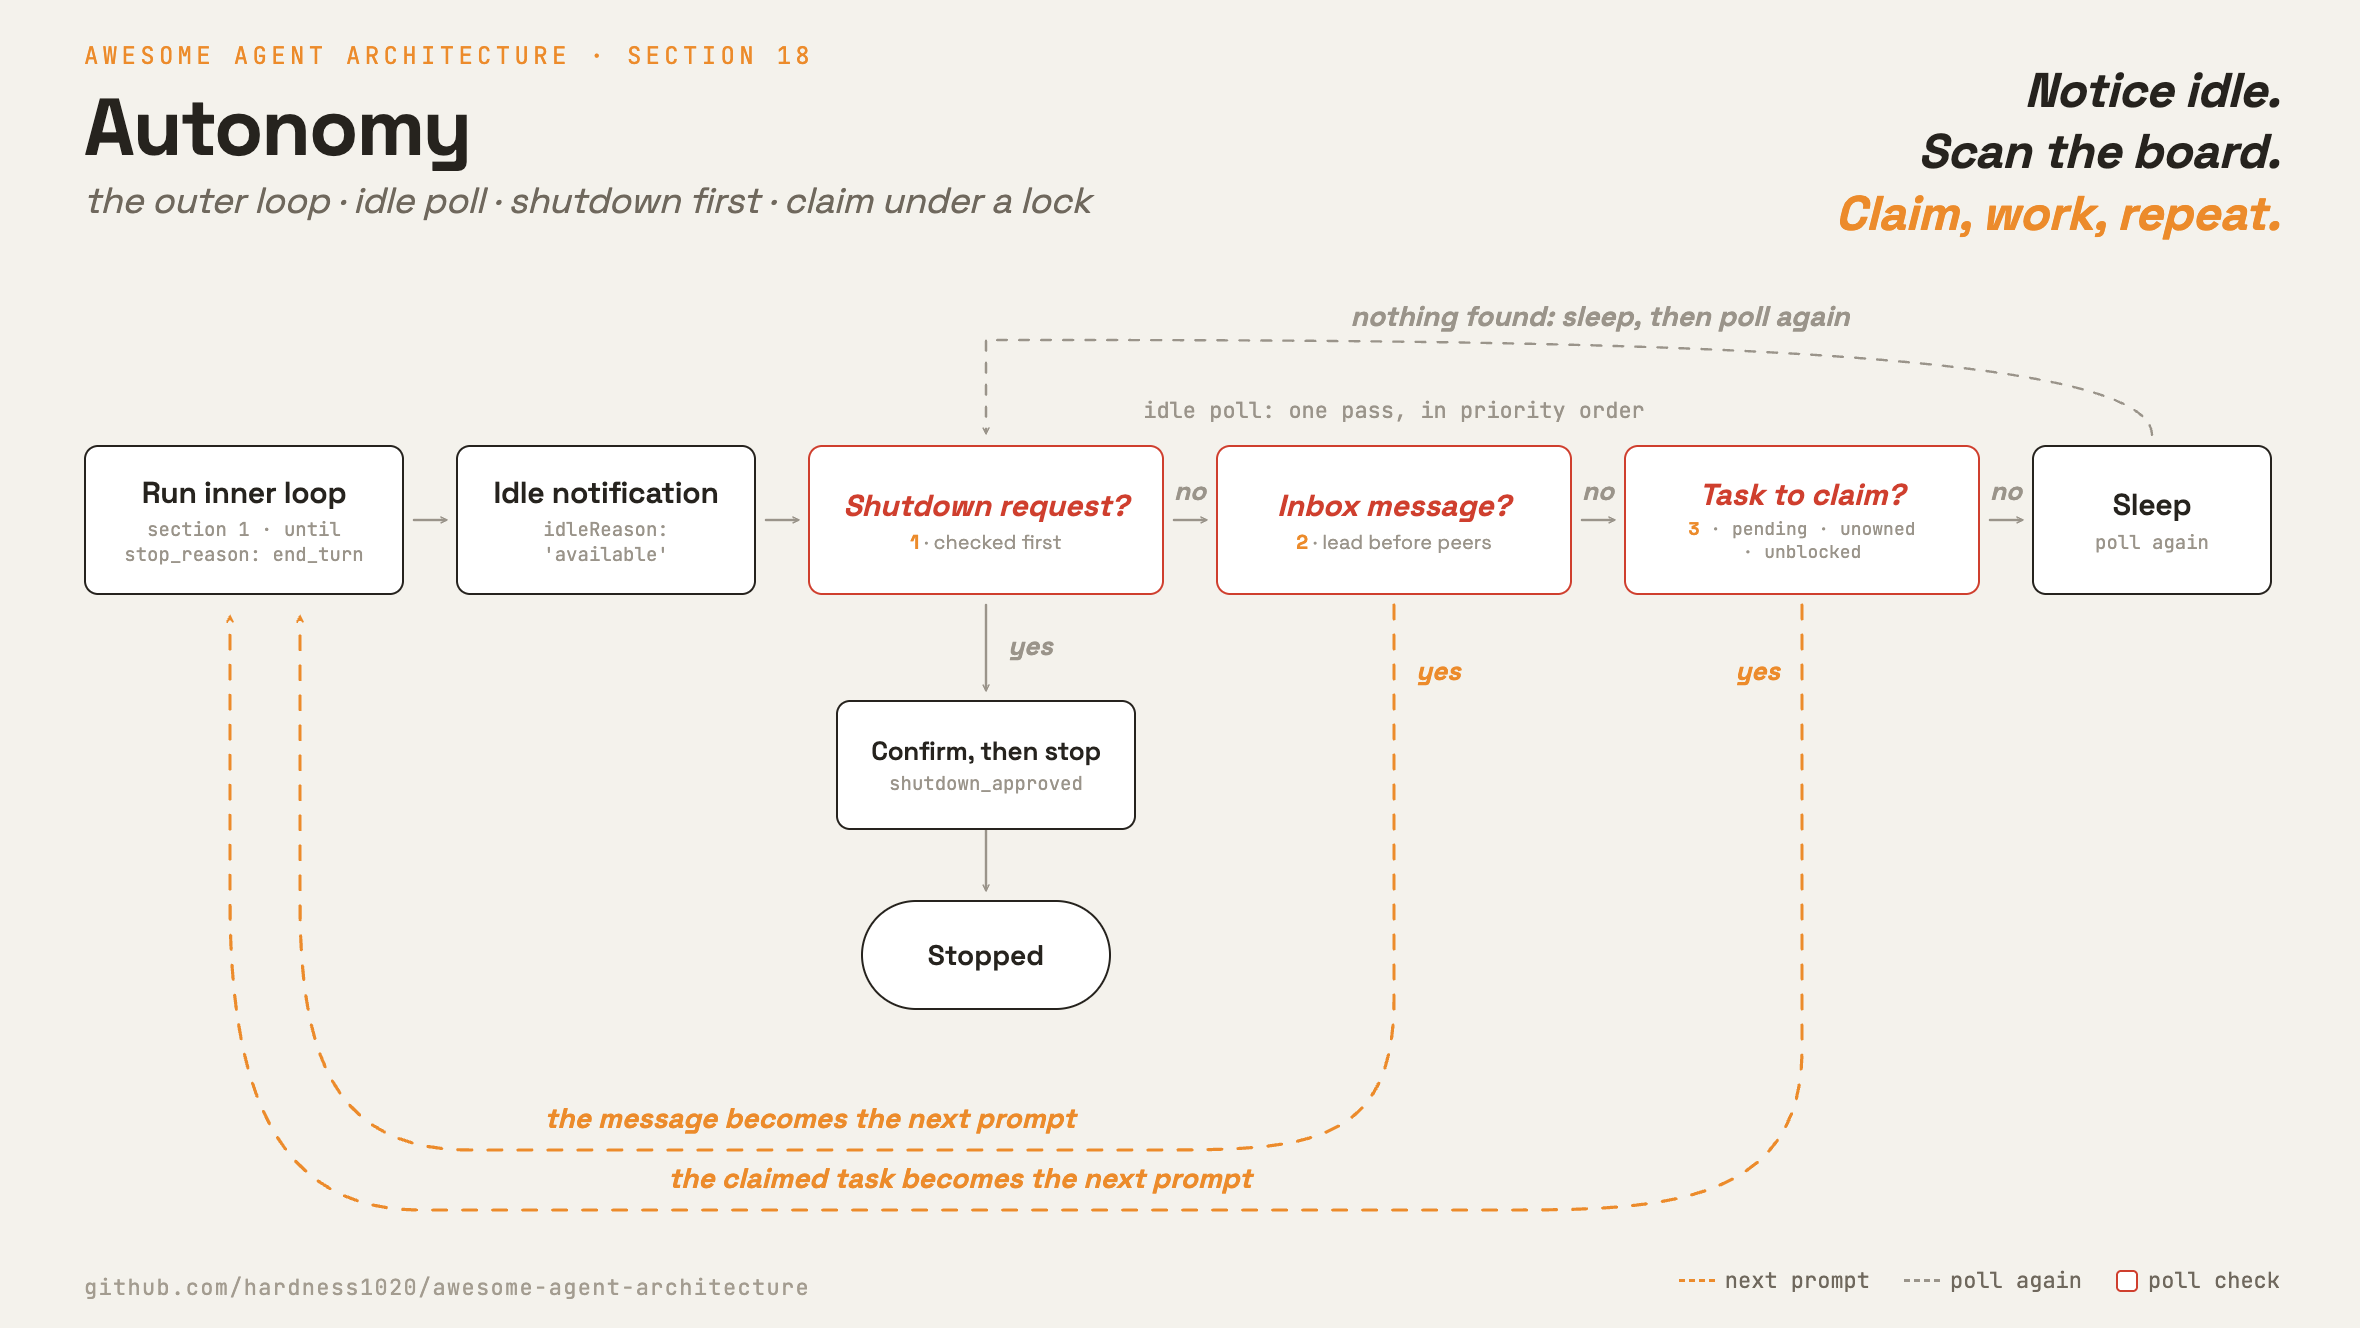 AWESOME AGENT ARCHITECTURE · SECTION 18
Autonomy
the outer loop · idle poll · shutdown first · claim under a lock
Notice idle.
Scan the board.
Claim, work, repeat.
nothing found: sleep, then poll again
idle poll: one pass, in priority order
Run inner loop
section 1 · until
stop_reason: end_turn
Idle notification
idleReason:
'available'
Shutdown request?
1 · checked first
no
Inbox message?
2 · lead before peers
no
Task to claim?
3 · pending · unowned
· unblocked
no
Sleep
poll again
yes
yes
yes
Confirm, then stop
shutdown_approved
Stopped
the message becomes the next prompt
the claimed task becomes the next prompt
github.com/hardness1020/awesome-agent-architecture
next prompt
poll again
poll check